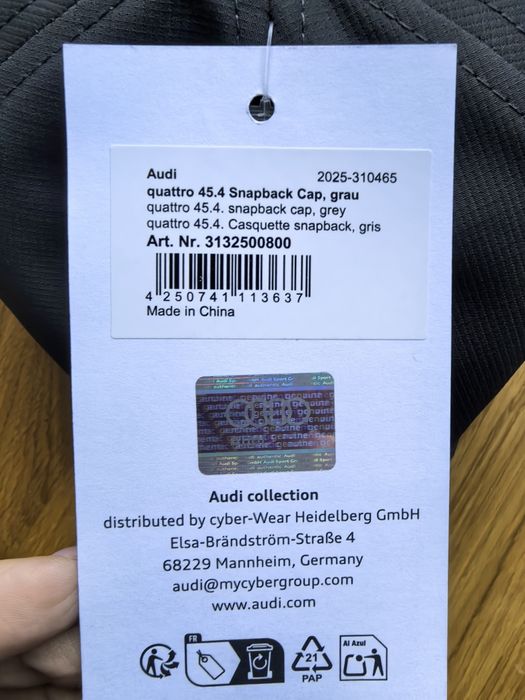 Audi 2025-310465
quattro 45.4 Snapback Cap, grau
quattro 45.4. snapback cap, grey
quattro 45.4. Casquette snapback, gris
Art. Nr. 3132500800
4 250741 113637
Made in China
Audi collection
distributed by cyber-Wear Heidelberg GmbH
Elsa-Brändström-Straße 4
68229 Mannheim, Germany
audi@mycybergroup.com
www.audi.com
FR
21
PAP
Al Azul